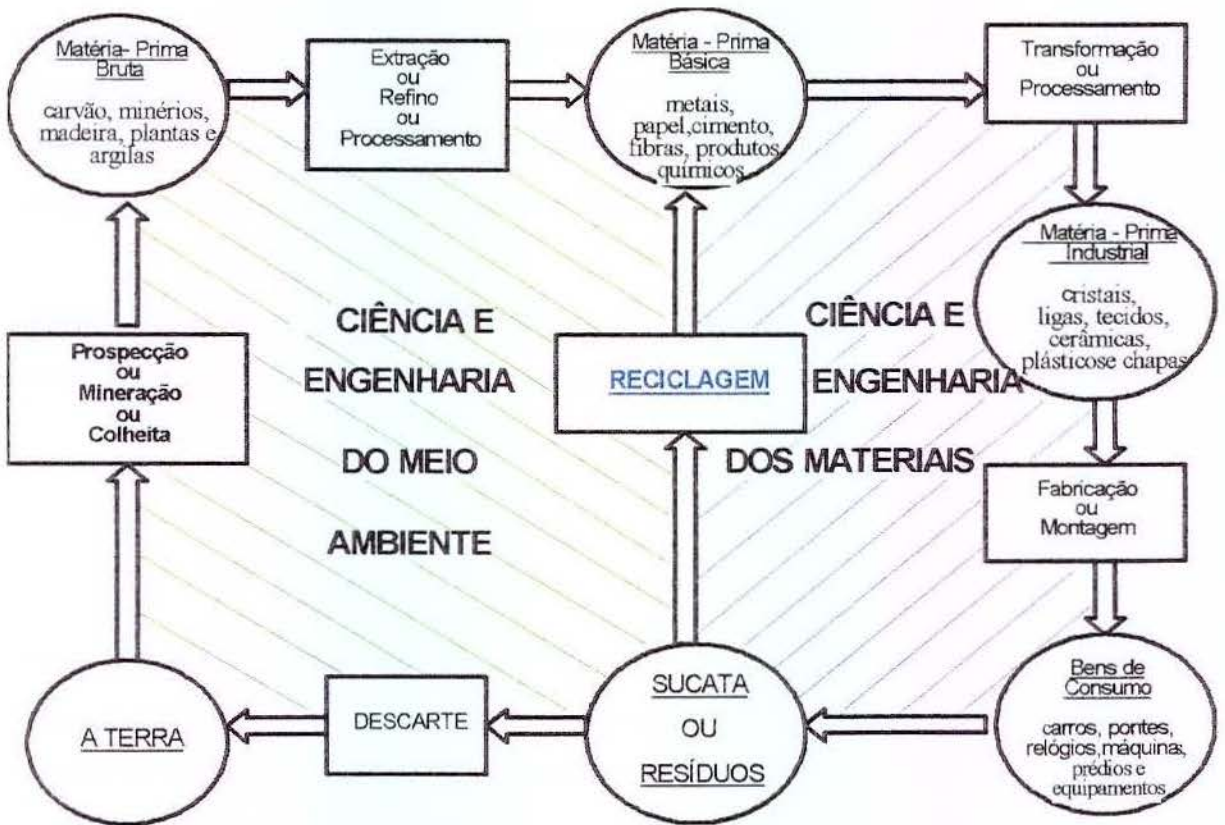 Matéria- Prima
Bruta
carvão, minérios,
madeira, plantas e
argilas
Extração
ou
Refino
ou
Processamento
Matéria - Prima
Básica
metais,
papel,cimento,
fibras, produtos
químicos
Transformação
ou
Processamento
Matéria - Prima
Industrial
cristais,
ligas, tecidos,
cerâmicas,
plásticose chapas
Prospecção
ou
Mineração
ou
Colheita
CIÊNCIA E
ENGENHARIA
DO MEIO
AMBIENTE
RECICLAGEM
CIÊNCIA E
ENGENHARIA
DOS MATERIAIS
Fabricação
ou
Montagem
A TERRA
DESCARTE
SUCATA
OU
RESÍDUOS
Bens de
Consumo
carros, pontes,
relógios,máquinas,
prédios e
equipamentos